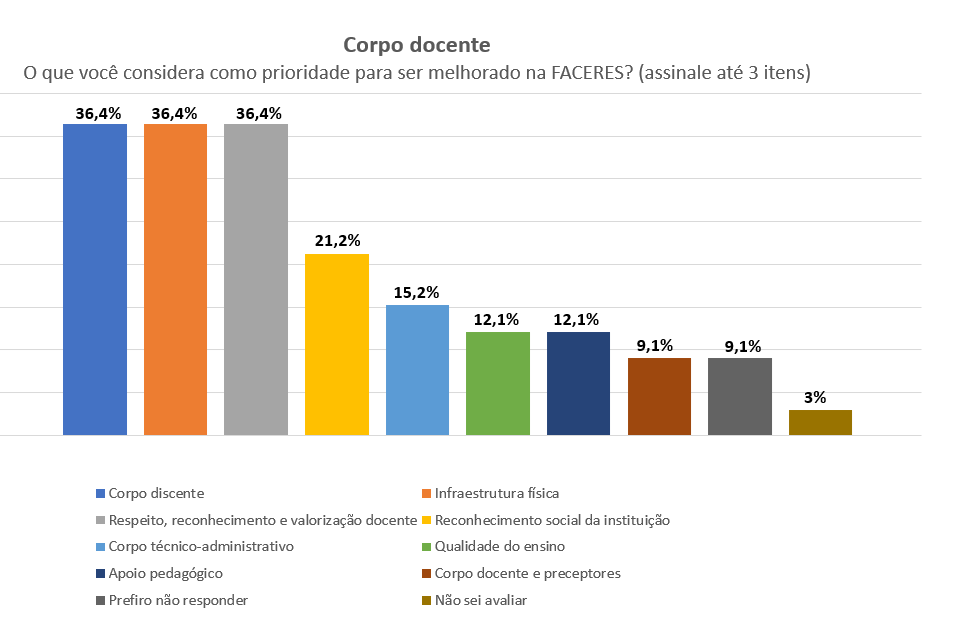 Corpo docente
O que você considera como prioridade para ser melhorado na FACERES? (assinale até 3 itens)
36,4% 36,4% 36,4%
21,2%
15,2%
12,1% 12,1%
9,1% 9,1%
3%
Corpo discente Infraestrutura física
Respeito, reconhecimento e valorização docente Reconhecimento social da instituição
Corpo técnico-administrativo Qualidade do ensino
Apoio pedagógico Corpo docente e preceptores
Prefiro não responder Não sei avaliar